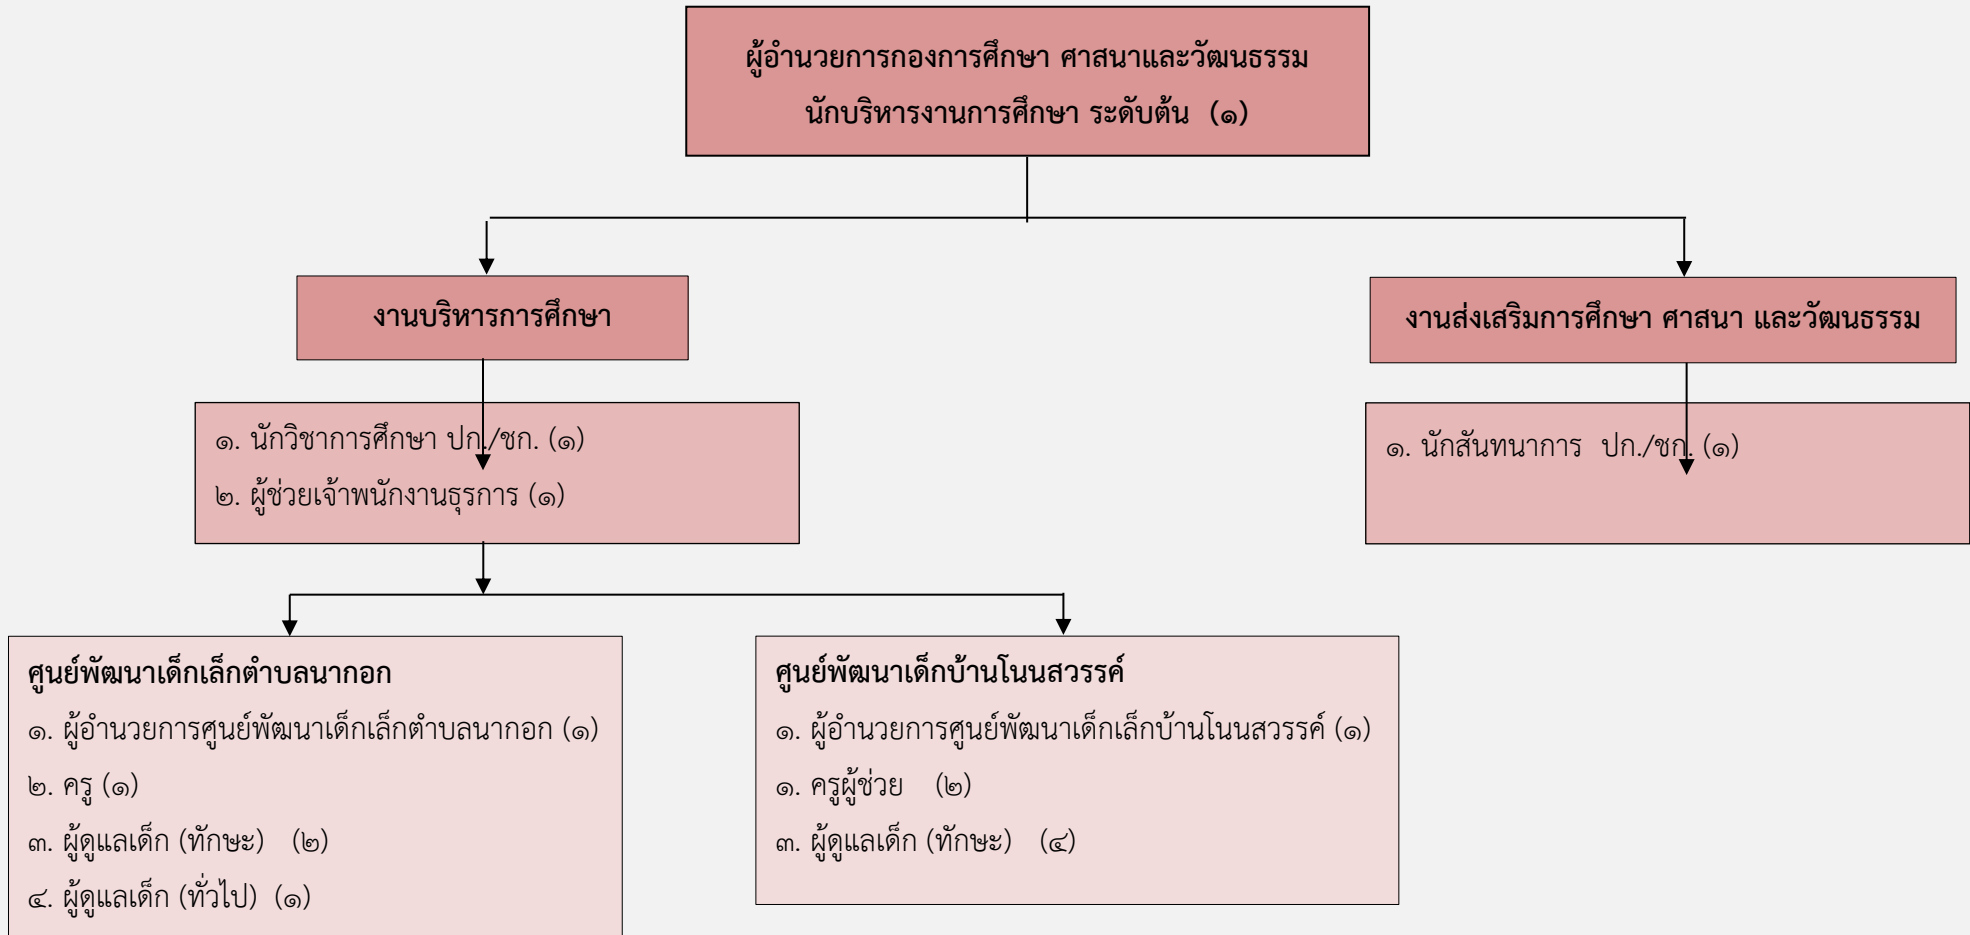 ผู้อำนวยการกองการศึกษา ศาสนาและวัฒนธรรม
นักบริหารงานการศึกษา ระดับต้น (๑)
งานบริหารการศึกษา
งานส่งเสริมการศึกษา ศาสนา และวัฒนธรรม
๑. นักวิชาการศึกษา ปก./ชก. (๑)
๒. ผู้ช่วยเจ้าพนักงานธุรการ (๑)
๑. นักสันทนาการ ปก./ชก. (๑)
ศูนย์พัฒนาเด็กเล็กตำบลนากอก
๑. ผู้อำนวยการศูนย์พัฒนาเด็กเล็กตำบลนากอก (๑)
๒. ครู (๑)
๓. ผู้ดูแลเด็ก (ทักษะ) (๒)
๔. ผู้ดูแลเด็ก (ทั่วไป) (๑)
ศูนย์พัฒนาเด็กบ้านโนนสวรรค์
๑. ผู้อำนวยการศูนย์พัฒนาเด็กเล็กบ้านโนนสวรรค์ (๑)
๑. ครูผู้ช่วย (๒)
๓. ผู้ดูแลเด็ก (ทักษะ) (๔)